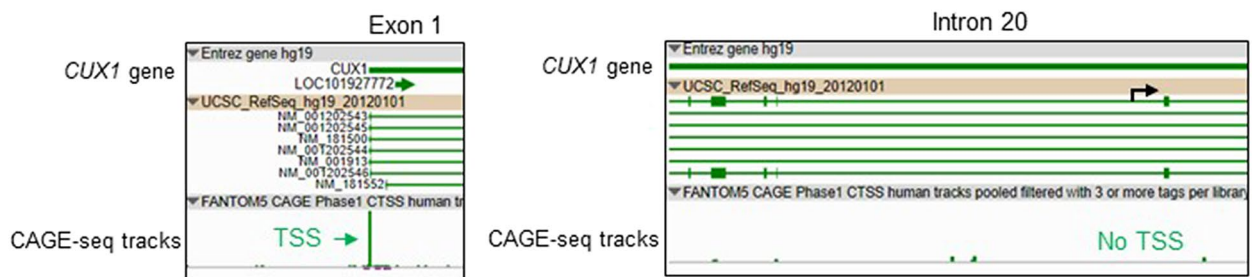 Exon 1
Intron 20
CUX1 gene
Entrez gene hg19
CUX1
LOC101927772
UCSC_RefSeq_hg19_20120101
NM_001202543
NM_001202545
NM_181500
NM_001202544
NM_001913
NM_001202546
NM_181552
FANTOM5 CAGE Phase1 CTSS human tr
CAGE-seq tracks
TSS
CUX1 gene
Entrez gene hg19
UCSC_RefSeq_hg19_20120101
FANTOM5 CAGE Phase1 CTSS human tracks pooled filtered with 3 or more tags per library
CAGE-seq tracks
No TSS